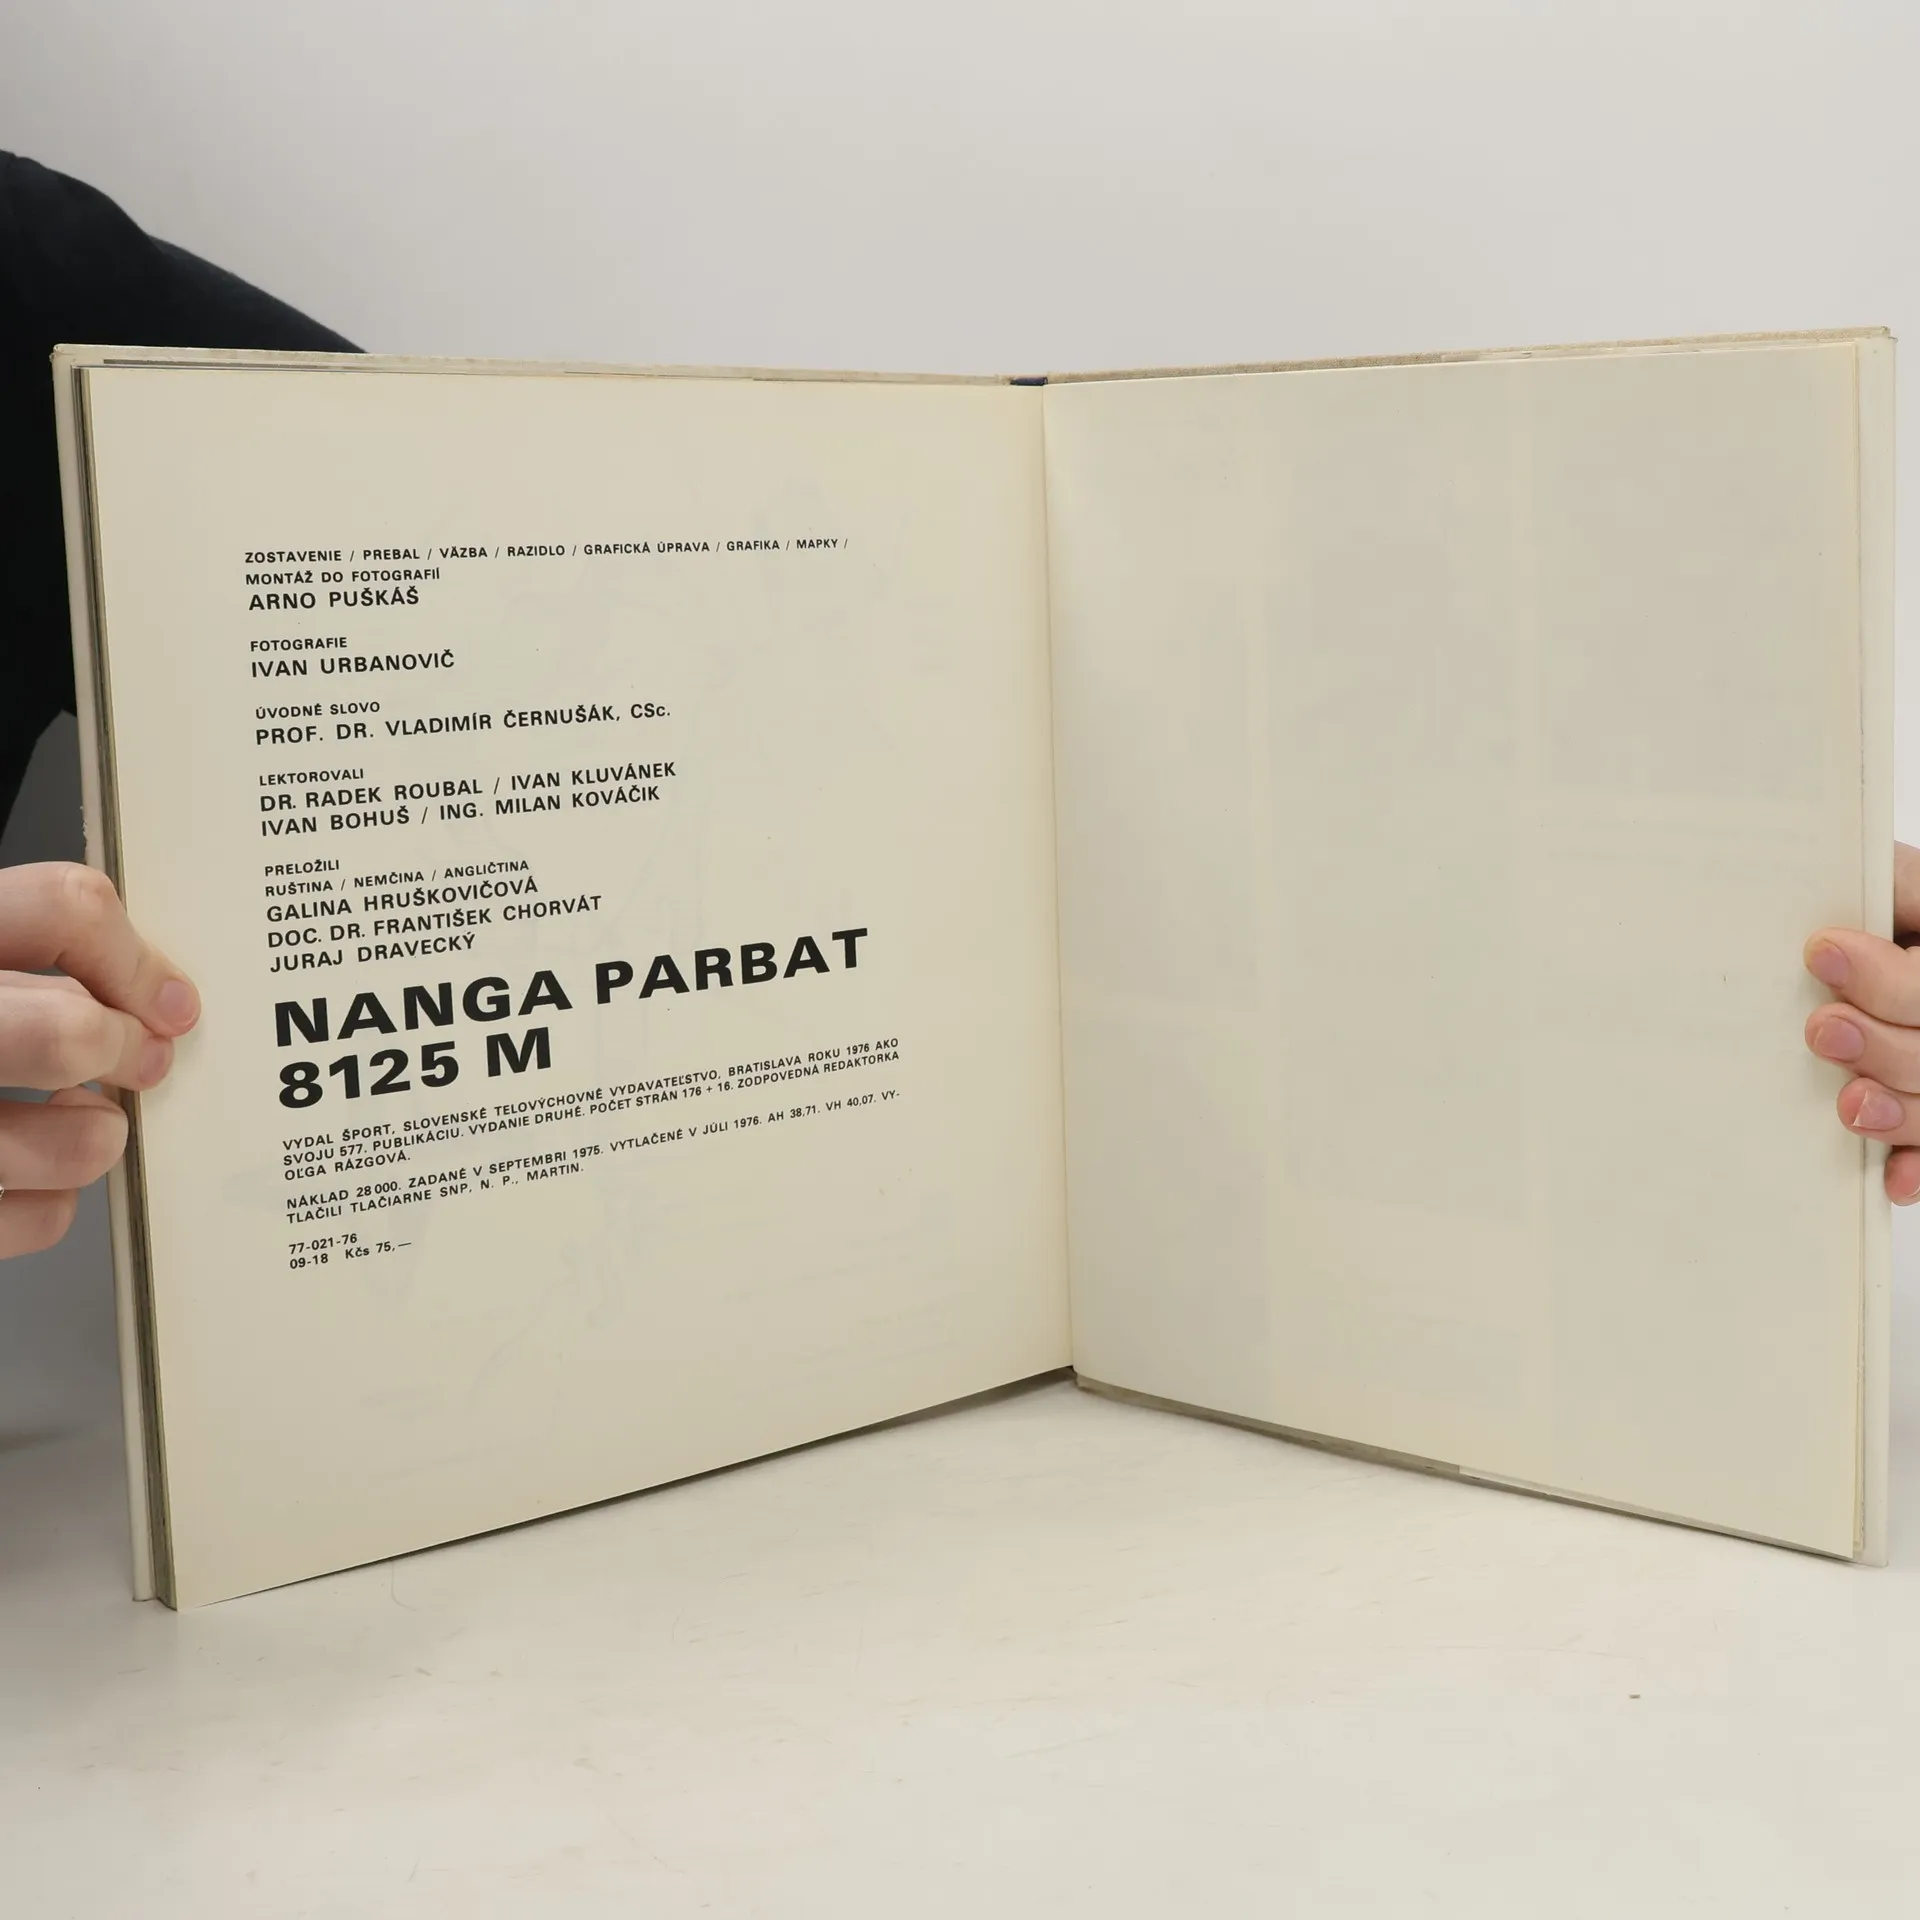 ZOSTAVENIE / PREBAL / VÄZBA / RAZIDLO / GRAFICKÁ ÚPRAVA / GRAFIKA / MAPKY /
MONTÁŽ DO FOTOGRAFIÍ
ARNO PUŠKÁŠ
FOTOGRAFIE
IVAN URBANOVIČ
ÚVODNÉ SLOVO
PROF. DR. VLADIMÍR ČERNUŠÁK, CSc.
LEKTOROVALI
DR. RADEK ROUBAL / IVAN KLUVÁNEK
IVAN BOHUŠ / ING. MILAN KOVÁČIK
PRELOŽILI
RUŠTINA / NEMČINA / ANGLIČTINA
GALINA HRUŠKOVIČOVÁ
DOC. DR. FRANTIŠEK CHORVÁT
JURAJ DRAVECKÝ
NANGA PARBAT
8125 M
VYDAL ŠPORT, SLOVENSKÉ TELOVÝCHOVNÉ VYDAVATEĽSTVO, BRATISLAVA ROKU 1976 AKO
SVOJU 577. PUBLIKÁCIU. VYDANIE DRUHÉ. POČET STRÁN 176 + 16. ZODPOVEDNÁ REDAKTORKA
OĽGA RÁZGOVÁ.
NÁKLAD 28 000. ZADANÉ V SEPTEMBRI 1975. VYTLAČENÉ V JÚLI 1976. AH 38,71. VH 40,07. VY-
TLAČILI TLAČIARNE SNP, N. P., MARTIN.
77-021-76
09-18 Kčs 75,—